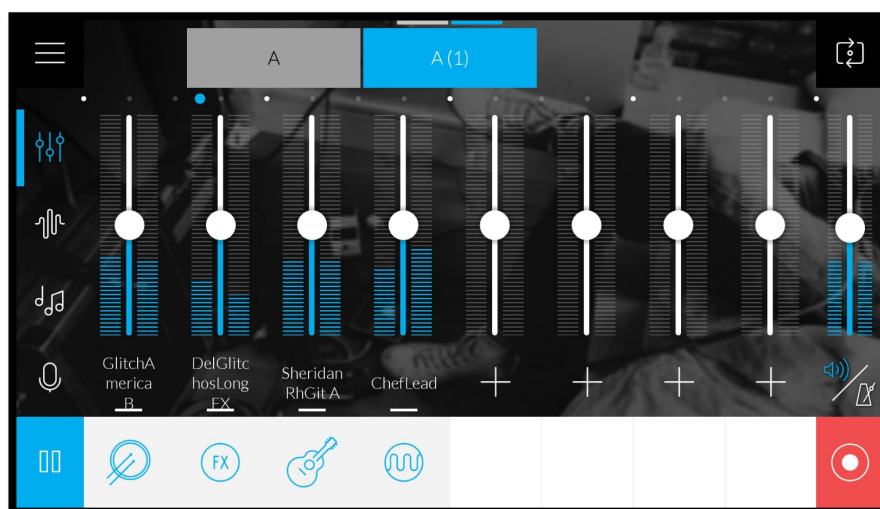 A
A (1)
GlitchA
merica
B
DelGlitc
hosLong
FX
Sheridan
RhGit A
ChefLead
FX